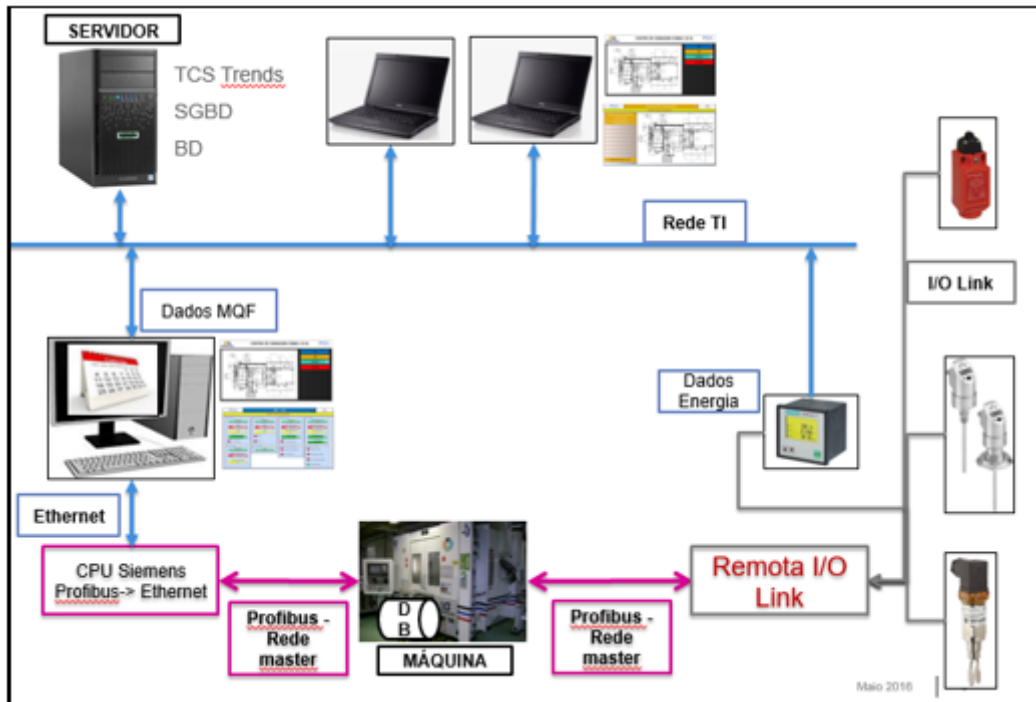 SERVIDOR
TCS Trends
SGBD
BD
Rede TI
I/O Link
Dados MQF
Dados
Energia
Ethernet
CPU Siemens
Profibus-> Ethernet
Profibus -
Rede
master
D
B
MÁQUINA
Profibus -
Rede
master
Remota I/O
Link
Maio 2016